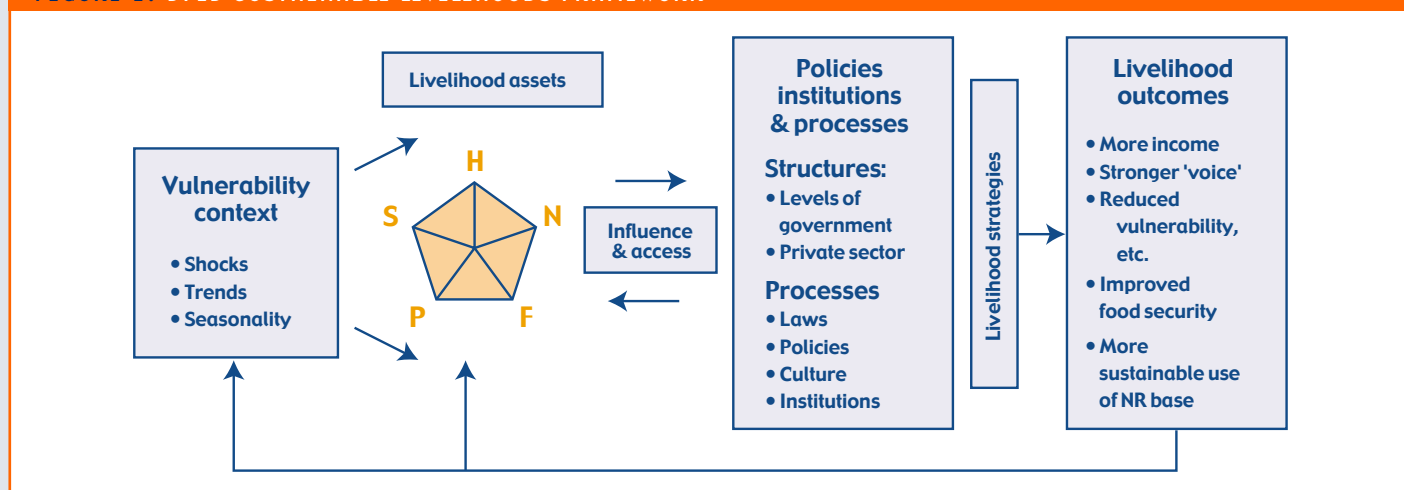 Livelihood assets
Vulnerability
context
• Shocks
• Trends
• Seasonality
H
S
N
P
F
Influence
& access
Policies
institutions
& processes
Structures:
• Levels of
government
• Private sector
Processes
• Laws
• Policies
• Culture
• Institutions
Livelihood strategies
Livelihood
outcomes
• More income
• Stronger 'voice'
• Reduced
vulnerability,
etc.
• Improved
food security
• More
sustainable use
of NR base